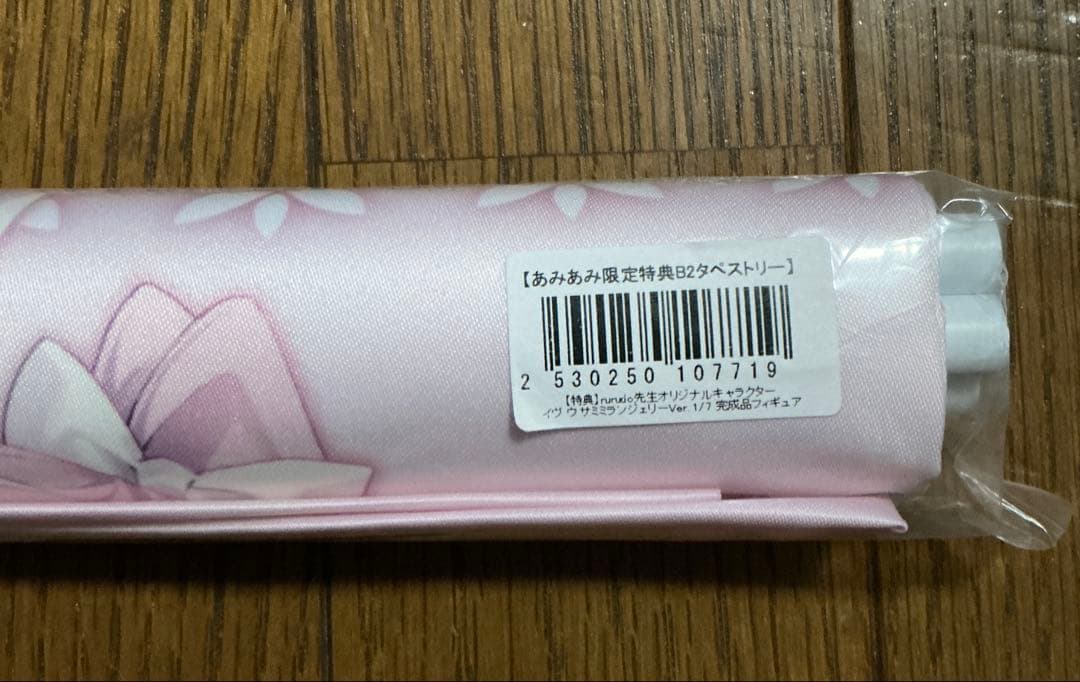 【あみあみ限定特典B2タペストリー】
2 530250 107719
【特典】rurudo先生オリジナルキャラクター
イヴ ウサミミランジェリーVer. 1/7 完成品フィギュア